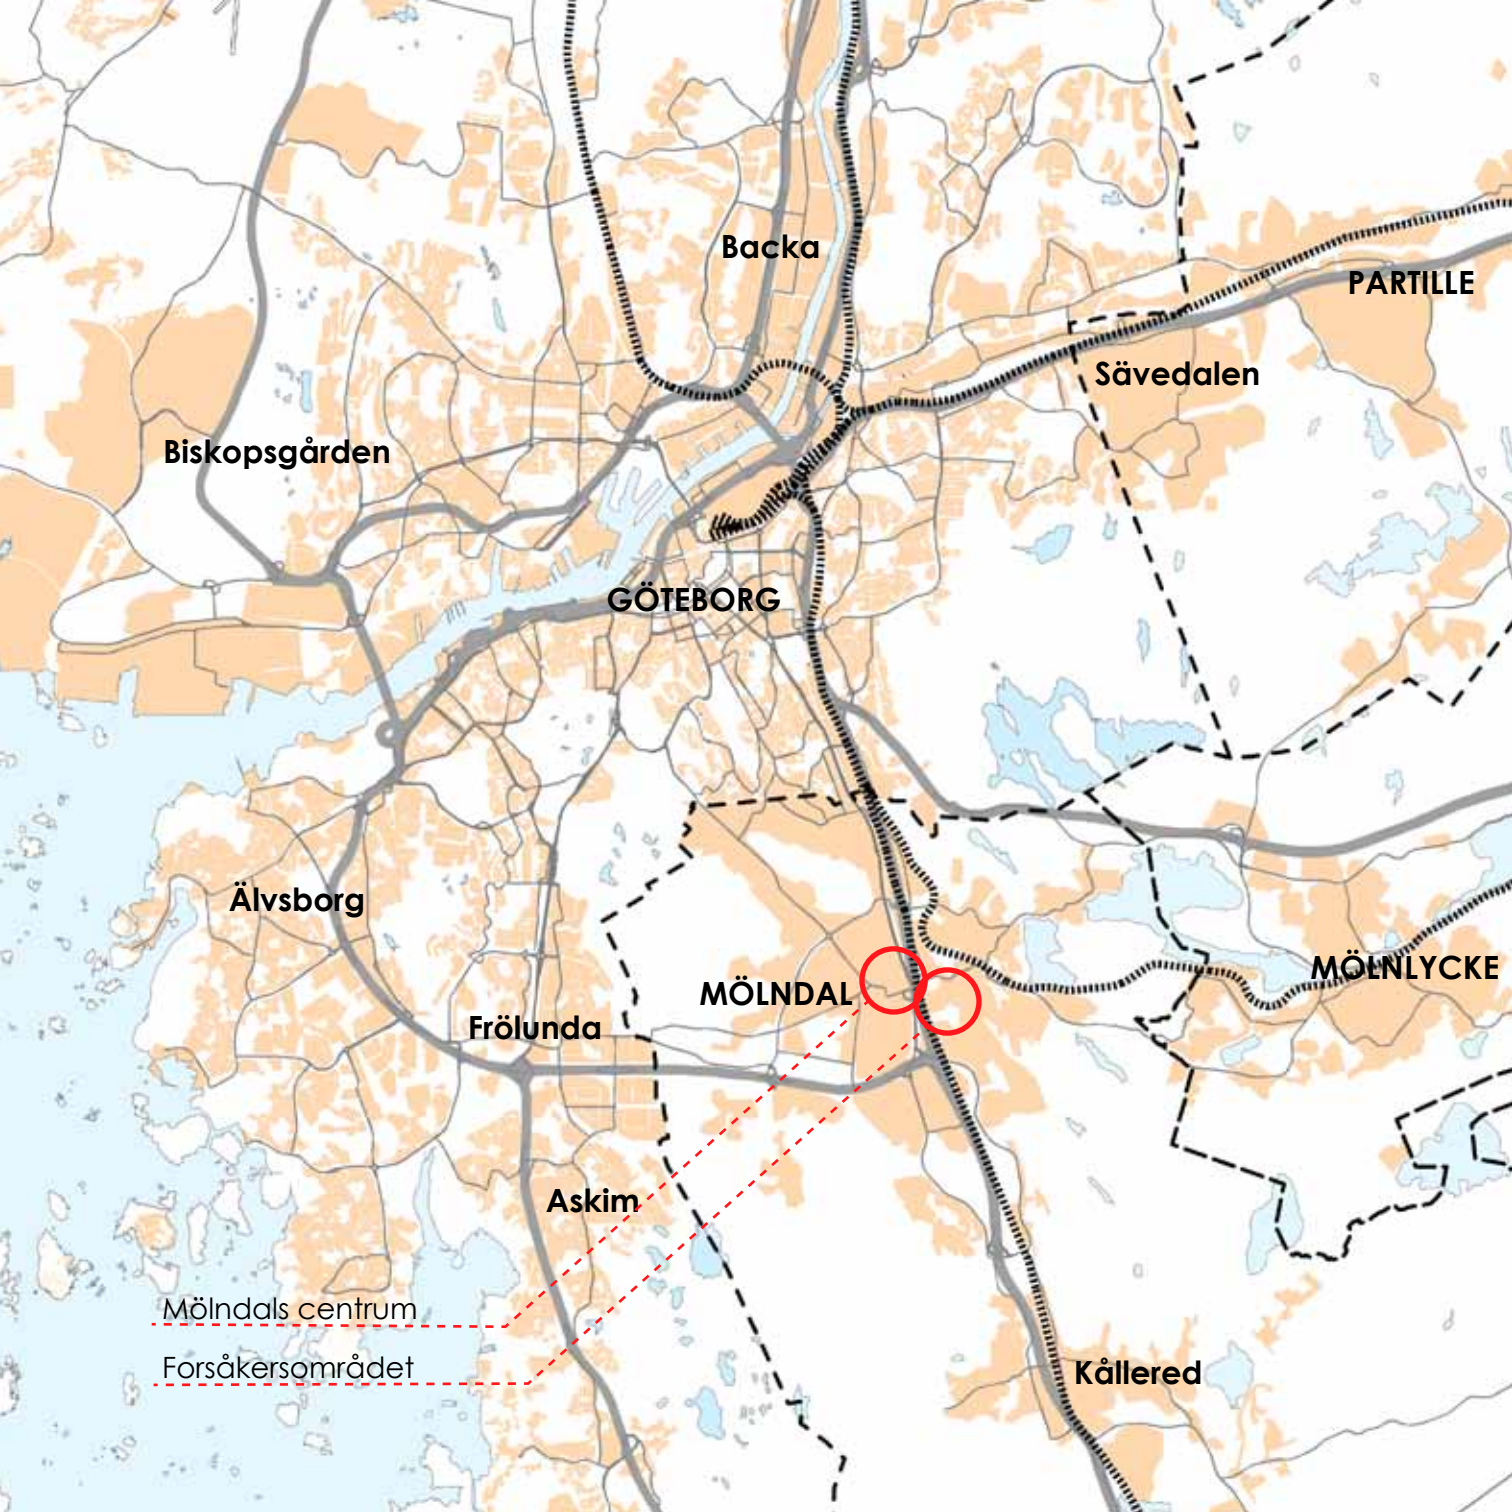 Backa
PARTILLE
Sävedalen
Biskopsgården
GÖTEBORG
Älvsborg
MÖLNLYCKE
MÖLNDAL
Frölunda
Askim
Mölndals centrum
Forsåkersområdet
Kållered